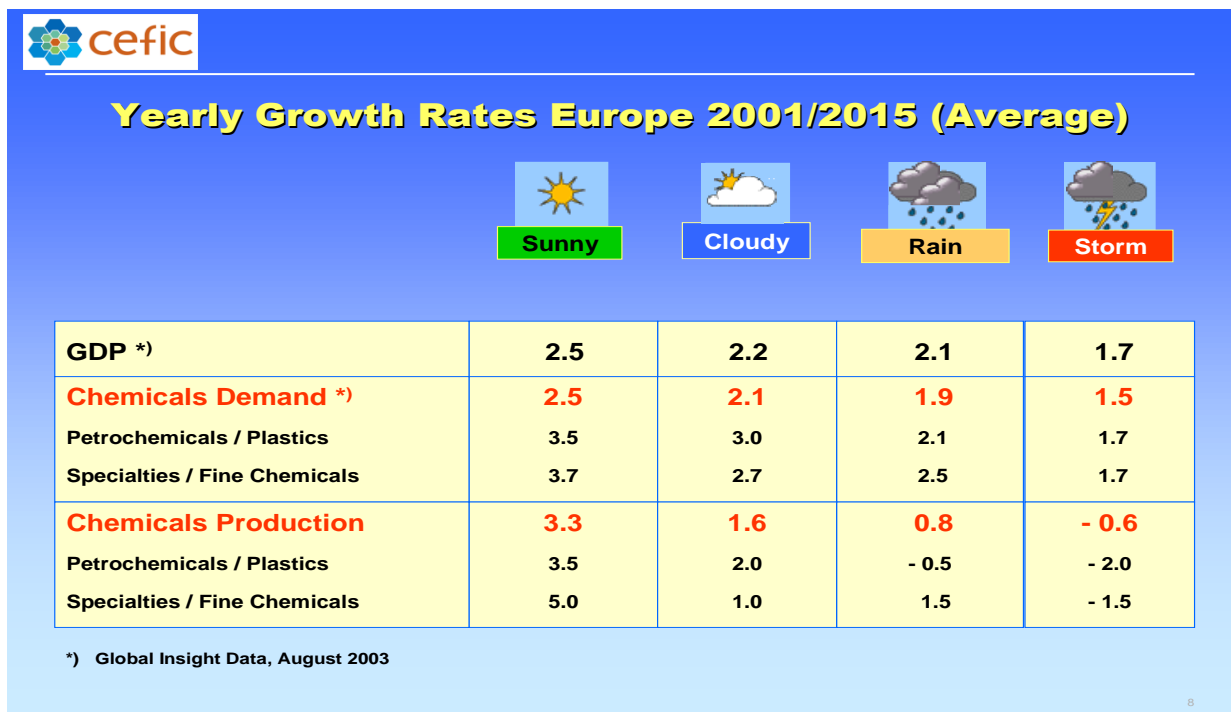 cefic
Yearly Growth Rates Europe 2001/2015 (Average)
Sunny Cloudy Rain Storm
GDP *) 2.5 2.2 2.1 1.7
Chemicals Demand *) 2.5 2.1 1.9 1.5
Petrochemicals / Plastics 3.5 3.0 2.1 1.7
Specialties / Fine Chemicals 3.7 2.7 2.5 1.7
Chemicals Production 3.3 1.6 0.8 - 0.6
Petrochemicals / Plastics 3.5 2.0 - 0.5 - 2.0
Specialties / Fine Chemicals 5.0 1.0 1.5 - 1.5
*) Global Insight Data, August 2003
8